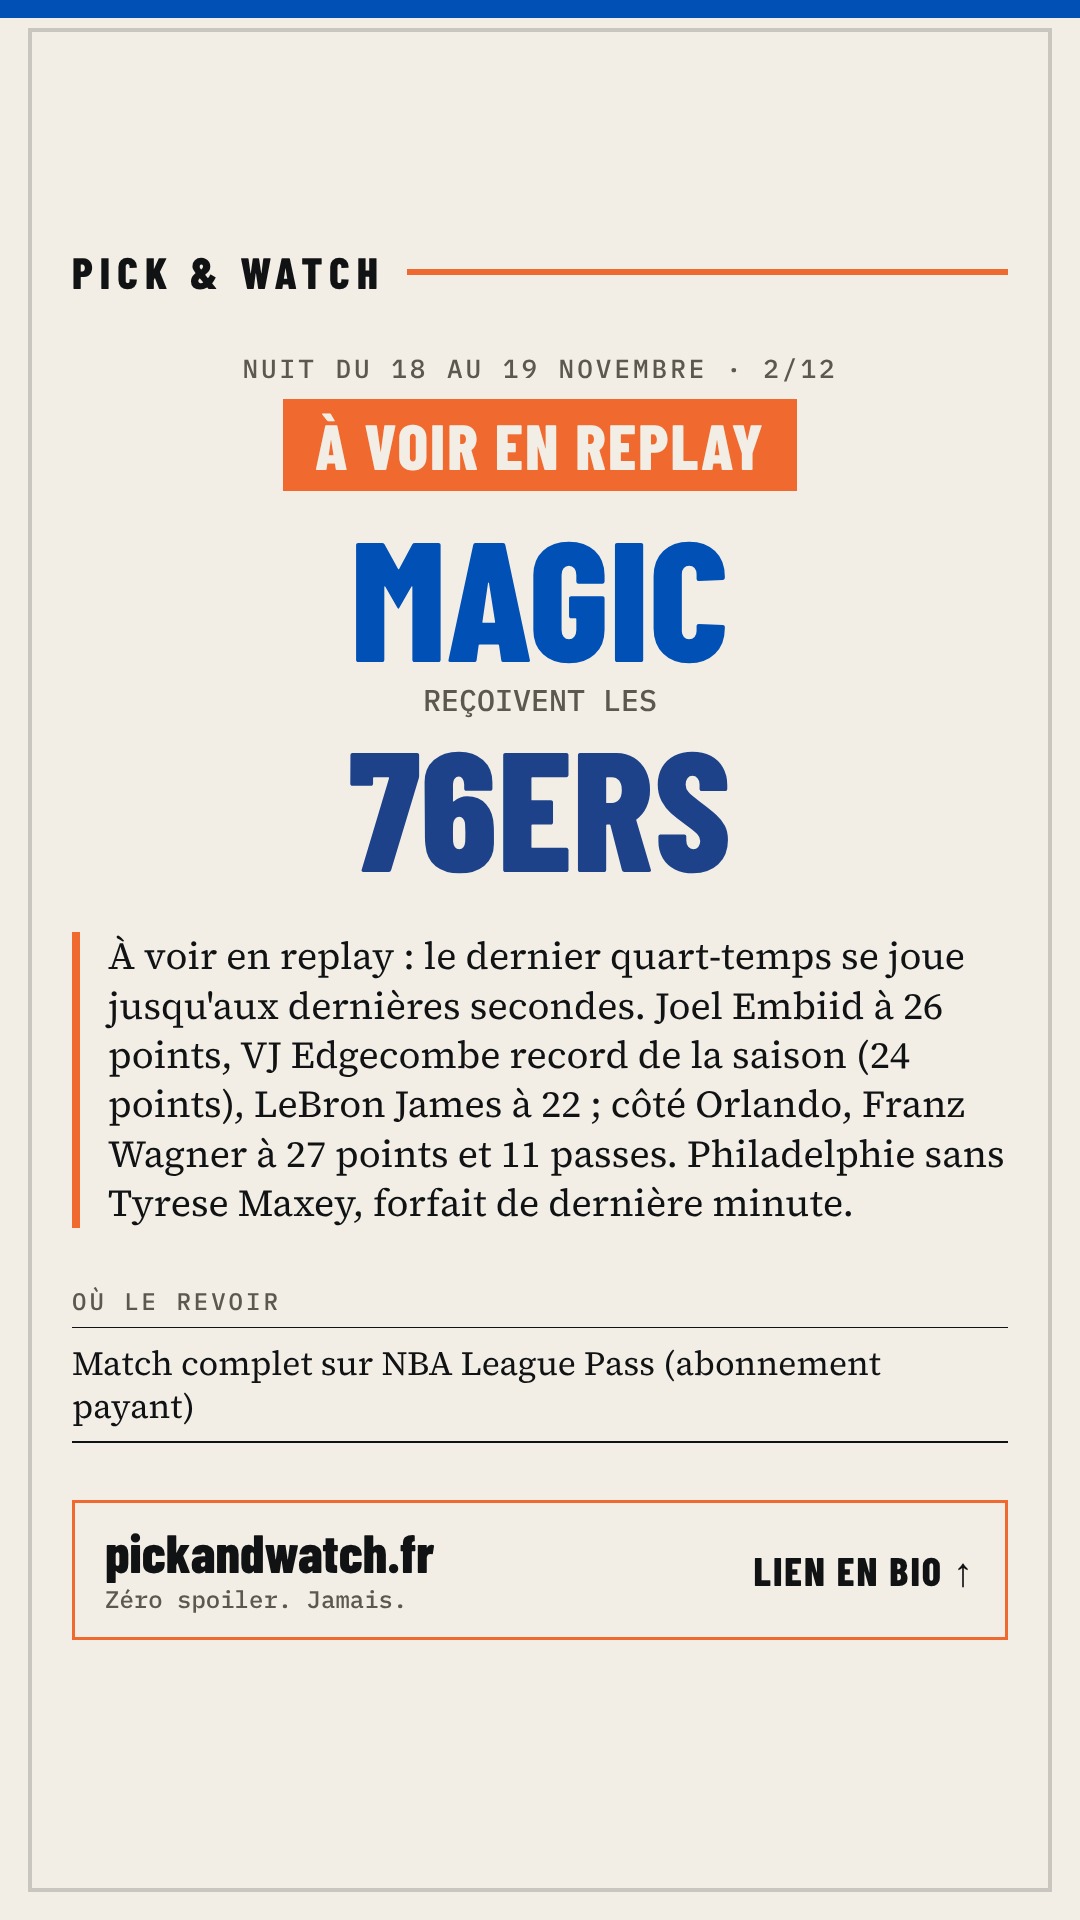 PICK & WATCH
NUIT DU 18 AU 19 NOVEMBRE · 2/12
À VOIR EN REPLAY
MAGIC
REÇOIVENT LES
76ERS
À voir en replay : le dernier quart-temps se joue
jusqu'aux dernières secondes. Joel Embiid à 26
points, VJ Edgecombe record de la saison (24
points), LeBron James à 22 ; côté Orlando, Franz
Wagner à 27 points et 11 passes. Philadelphie sans
Tyrese Maxey, forfait de dernière minute.
OÙ LE REVOIR
Match complet sur NBA League Pass (abonnement
payant)
pickandwatch.fr
Zéro spoiler. Jamais.
LIEN EN BIO ↑